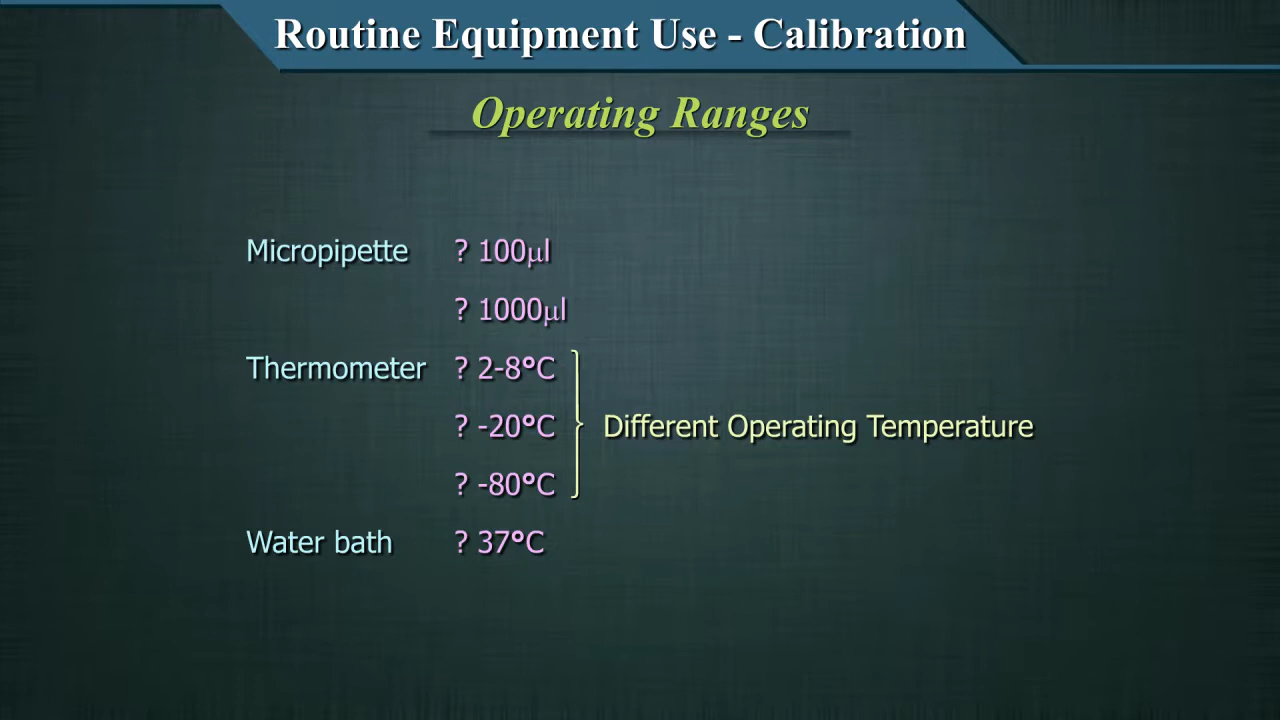 Routine Equipment Use - Calibration
Operating Ranges
Micropipette ? 100µl
? 1000µl
Thermometer ? 2-8°C
? -20°C Different Operating Temperature
? -80°C
Water bath ? 37°C